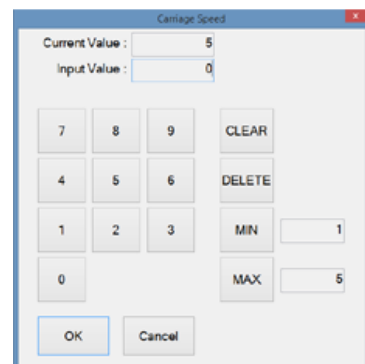 Carriage Speed x
Current Value : 5
Input Value : 0
7 8 9 CLEAR
4 5 6 DELETE
1 2 3 MIN 1
0 MAX 5
OK Cancel